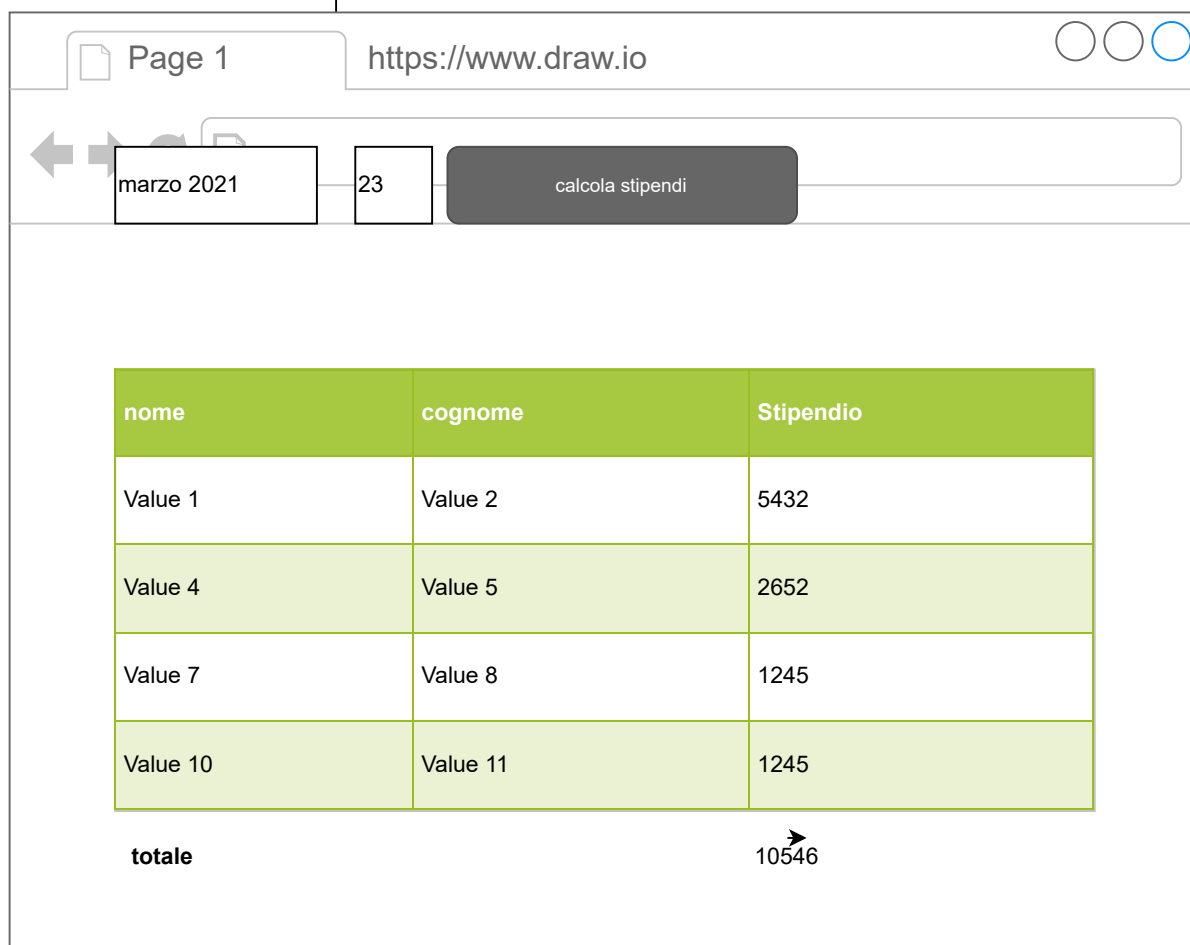 Page 1 https://www.draw.io
marzo 2021 23 calcola stipendi
nome cognome Stipendio
Value 1 Value 2 5432
Value 4 Value 5 2652
Value 7 Value 8 1245
Value 10 Value 11 1245
totale 10546